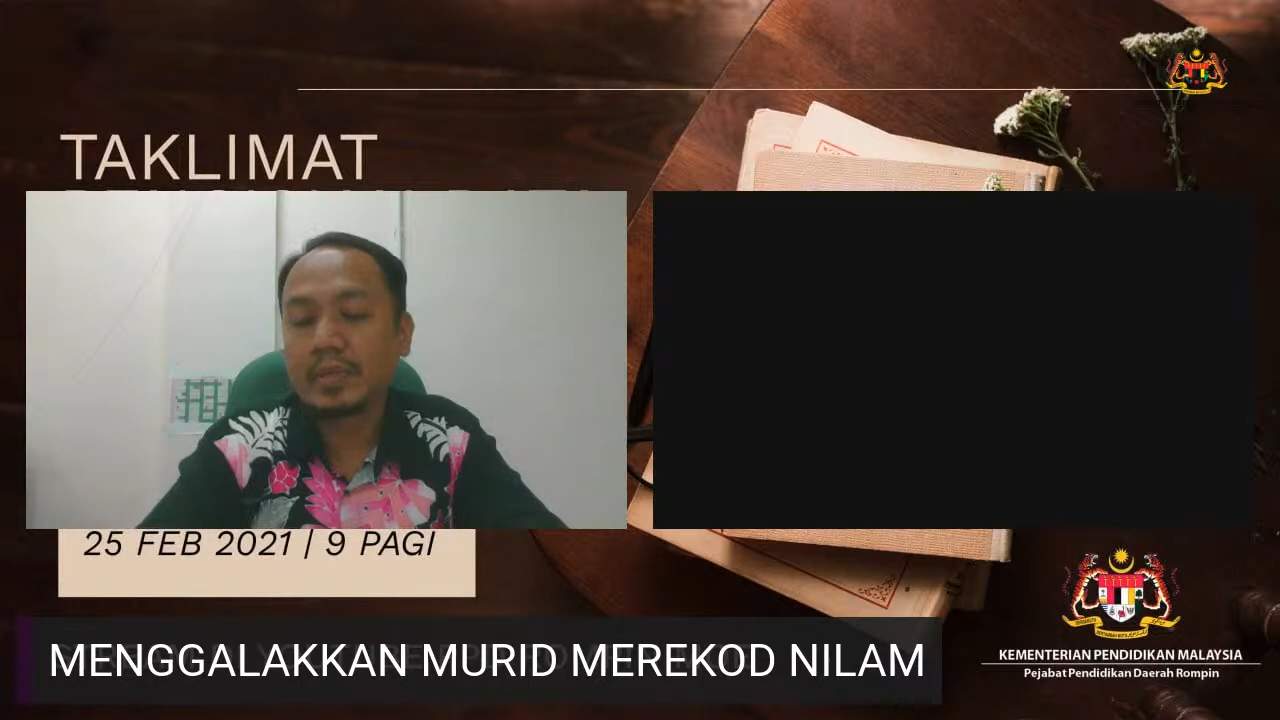 TAKLIMAT
25 FEB 2021 | 9 PAGI
MENGGALAKKAN MURID MEREKOD NILAM
KEMENTERIAN PENDIDIKAN MALAYSIA
Pejabat Pendidikan Daerah Rompin